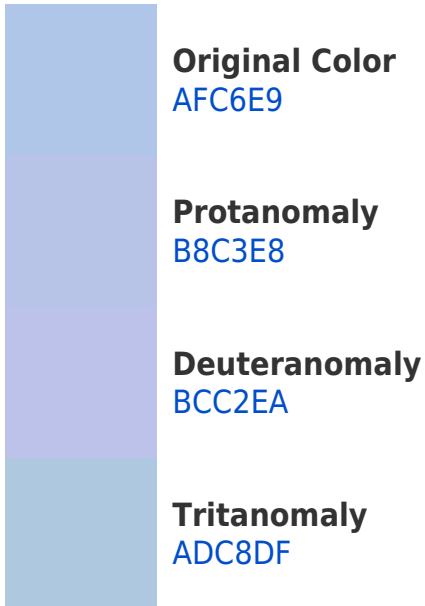 Original Color
AFC6E9
Protanomaly
B8C3E8
Deuteranomaly
BCC2EA
Tritanomaly
ADC8DF